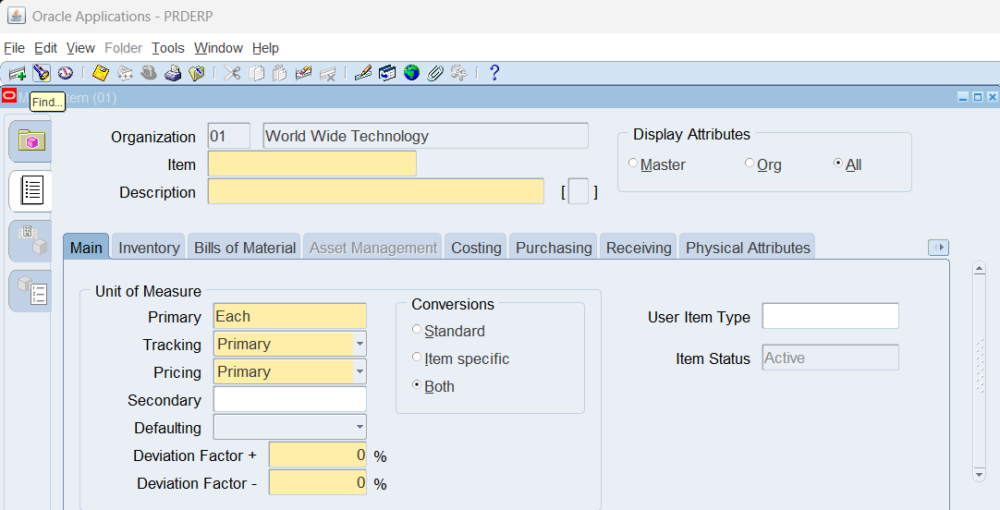 Oracle Applications - PRDERP
File Edit View Folder Tools Window Help
?
Find...
tem (01)
Organization 01 World Wide Technology
Item
Description [ ]
Display Attributes
Master Org All
Main Inventory Bills of Material Asset Management Costing Purchasing Receiving Physical Attributes
Unit of Measure
Primary Each
Tracking Primary
Pricing Primary
Secondary
Defaulting
Deviation Factor + 0 %
Deviation Factor - 0 %
Conversions
Standard
Item specific
Both
User Item Type
Item Status Active